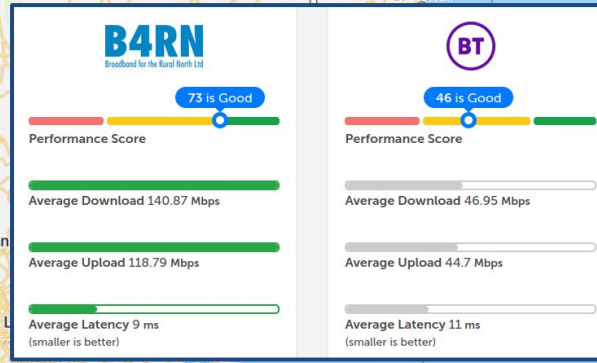 B4RN
Broadband for the Rural North Ltd
73 is Good
Performance Score
Average Download 140.87 Mbps
Average Upload 118.79 Mbps
Average Latency 9 ms
(smaller is better)
BT
46 is Good
Performance Score
Average Download 46.95 Mbps
Average Upload 44.7 Mbps
Average Latency 11 ms
(smaller is better)